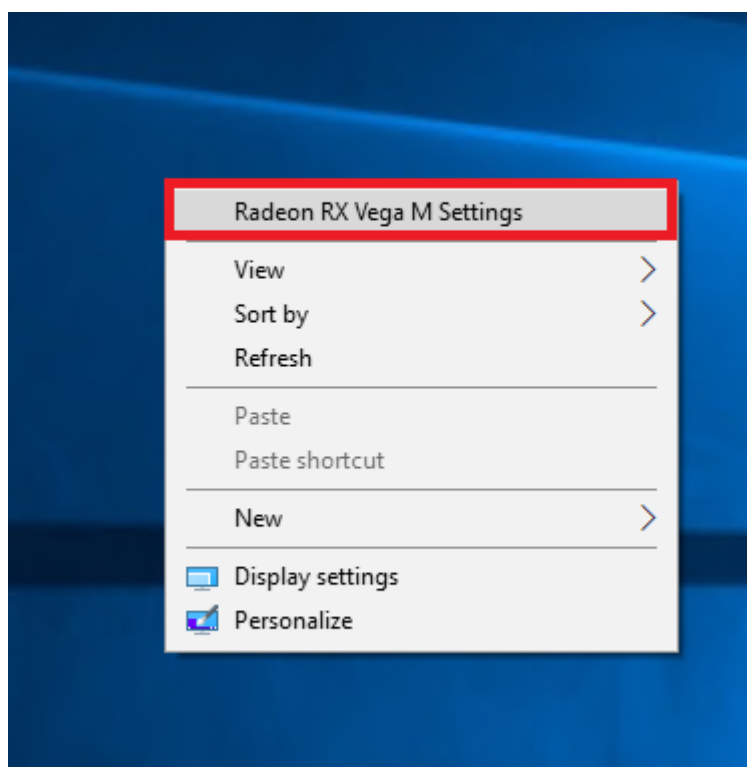 Radeon RX Vega M Settings
View
Sort by
Refresh
Paste
Paste shortcut
New
Display settings
Personalize